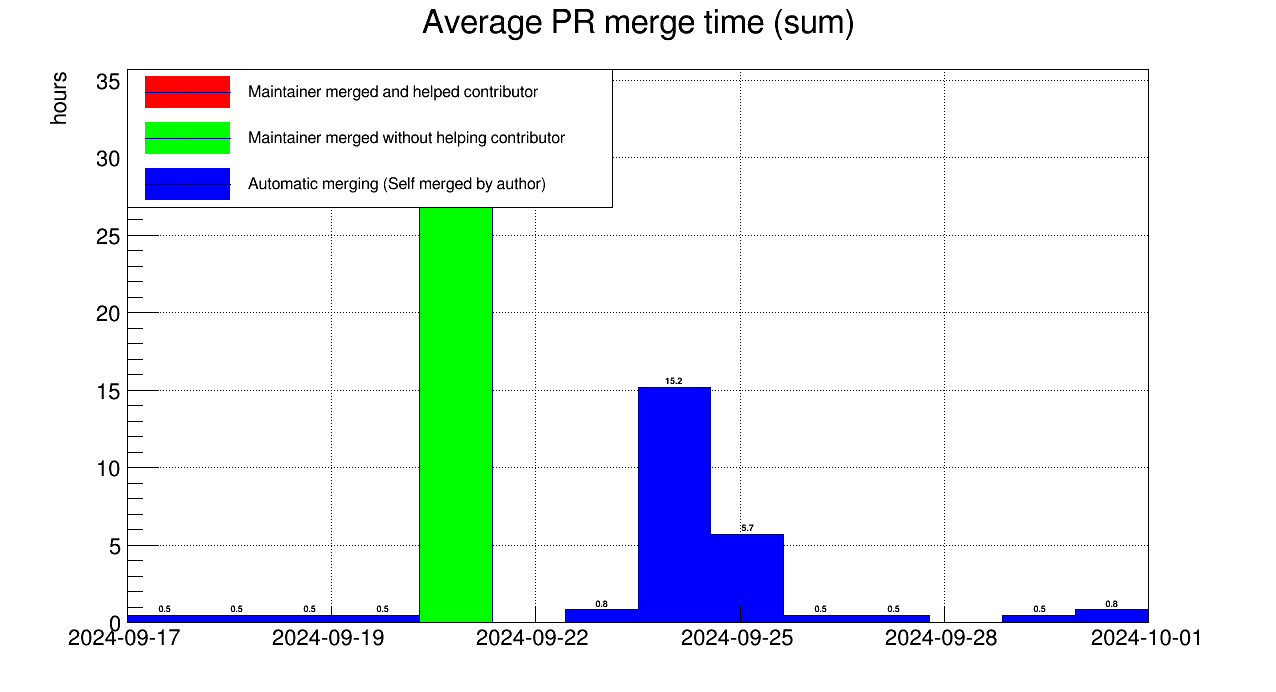 Average PR merge time (sum)
hours
35
30
25
20
15
10
5
0
Maintainer merged and helped contributor
Maintainer merged without helping contributor
Automatic merging (Self merged by author)
0.5 0.5 0.5 0.5 0.8 15.2 5.7 0.5 0.5 0.5 0.8
2024-09-17 2024-09-19 2024-09-22 2024-09-25 2024-09-28 2024-10-01